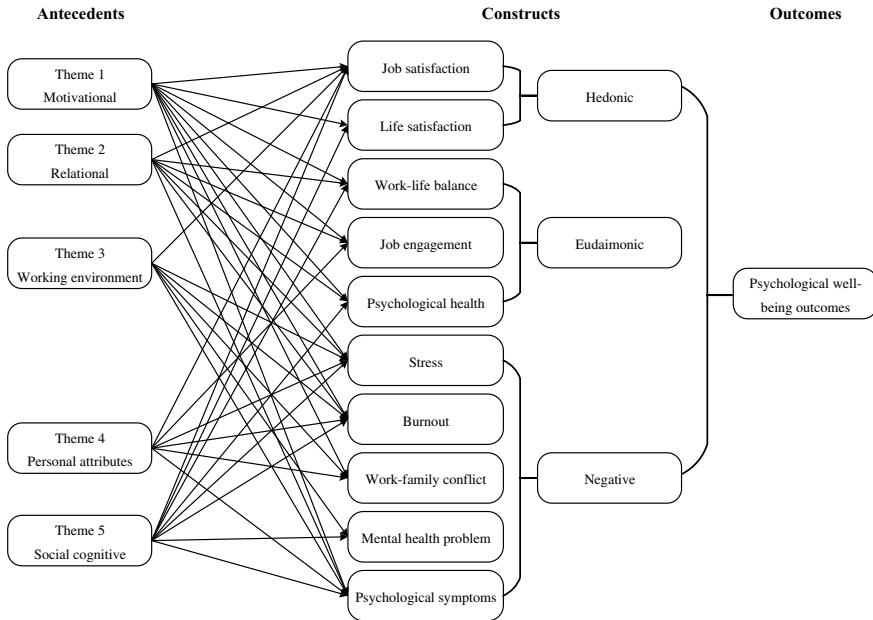 Antecedents
Constructs
Outcomes
Theme 1
Motivational
Theme 2
Relational
Theme 3
Working environment
Theme 4
Personal attributes
Theme 5
Social cognitive
Job satisfaction
Life satisfaction
Work-life balance
Job engagement
Psychological health
Stress
Burnout
Work-family conflict
Mental health problem
Psychological symptoms
Hedonic
Eudaimonic
Negative
Psychological well-
being outcomes